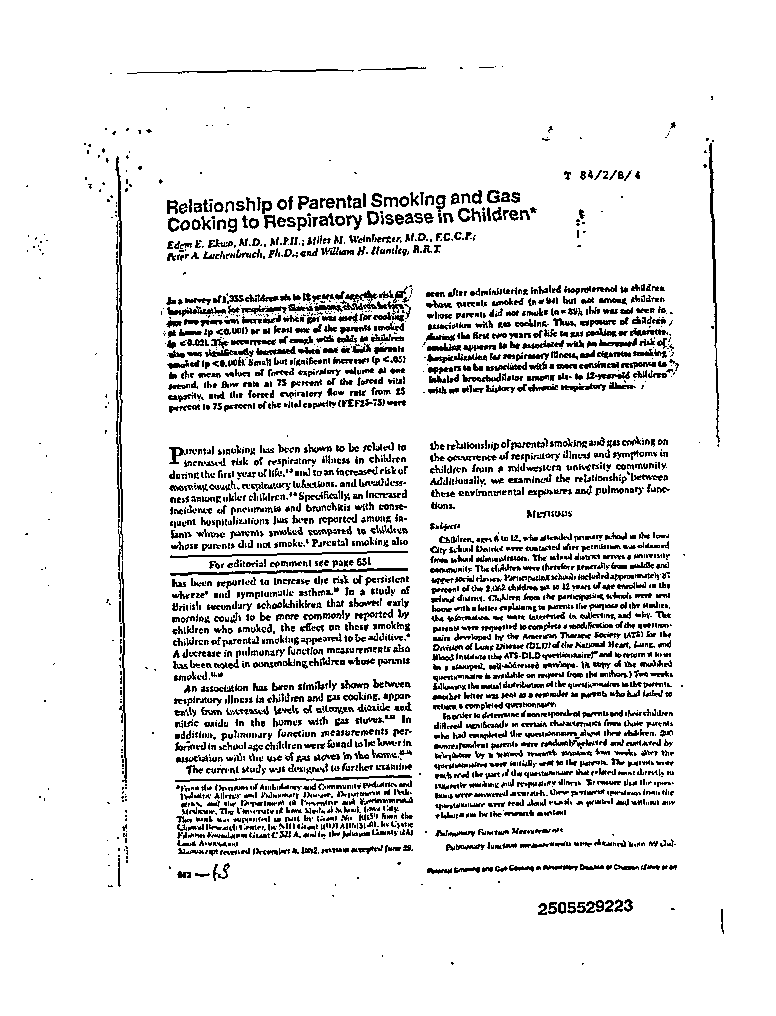 T 84/2/8/4
Relationship of Parental Smoking and Gas
Cooking to Respiratory Disease in Children*
Edem E. Ekwo, M.D., M.P.H.; Miles M. Weinberger, M.D., F.C.C.P.;
Peter A. Lachenbruch, Ph.D.; and William H. Huntley, R.R.T.
In a survey of 1,355 children six to 12 years of age, the risk of
hospitalization for respiratory illness among children before
age two years was increased when gas was used for cooking
at home (p <0.001) or at least one of the parents smoked
(p <0.02). The occurrence of cough with colds in children
also was significantly increased when one or both parents
smoked (p <0.008). Small but significant increases (p <.05)
in the mean values of forced expiratory volume at one
second, the flow rate at 75 percent of the forced vital
capacity, and the forced expiratory flow rate from 25
percent to 75 percent of the vital capacity (FEF25-75) were
seen after administering inhaled isoproterenol to children
whose parents smoked (n=94) but not among children
whose parents did not smoke (n=89); this was not seen in
association with gas cooking. Thus, exposure of children
during the first two years of life to gas cooking or cigarette
smoking appears to be associated with an increased risk of
hospitalization for respiratory illness, and cigarette smoking
appears to be associated with a more consistent response to
inhaled bronchodilator among six- to 12-year-old children
with no other history of chronic respiratory illness.
Parental smoking has been shown to be related to
increased risk of respiratory illness in children
during the first year of life, and to an increased risk of
morning cough, respiratory infections, and breathless-
ness among older children. Specifically, an increased
incidence of pneumonia and bronchitis with conse-
quent hospitalizations has been reported among in-
fants whose parents smoked compared to children
whose parents did not smoke. Parental smoking also
For editorial comment see page 651
has been reported to increase the risk of persistent
wheeze and symptomatic asthma. In a study of
British secondary schoolchildren that showed early
morning cough to be more commonly reported by
children who smoked, the effect on these smoking
children of parental smoking appeared to be additive.
A decrease in pulmonary function measurements also
has been noted in nonsmoking children whose parents
smoked.
An association has been similarly shown between
respiratory illness in children and gas cooking, appar-
ently from increased levels of nitrogen dioxide and
nitric oxide in the homes with gas stoves. In
addition, pulmonary function measurements per-
formed in school age children were found to be lower in
association with the use of gas stoves in the home.
The current study was designed to further examine
*From the Divisions of Ambulatory and Community Pediatrics and
Pediatric Allergy and Pulmonary Disease, Department of Pedi-
atrics, and the Department of Preventive and Environmental
Medicine, The University of Iowa Medical School, Iowa City.
This work was supported in part by Grant No. from the
Clinical Research Center, by NIH Grant by Cystic
Fibrosis Foundation Grant C 521 A, and by the Johnson County (IA)
Lung Association.
Manuscript received December 8, 1982; revision accepted June 29.
662 — 68
the relationship of parental smoking and gas cooking on
the occurrence of respiratory illness and symptoms in
children from a midwestern university community.
Additionally, we examined the relationship between
these environmental exposures and pulmonary func-
tions.
METHODS
Subjects
Children, ages 6 to 12, who attended primary school in the Iowa
City School District were contacted after permission was obtained
from school administrators. The school district serves a university
community. The children were therefore generally from middle and
upper social classes. Participating schools included approximately 87
percent of the 2,062 children six to 12 years of age enrolled in the
school district. Children from the participating schools were sent
home with a letter explaining to parents the purpose of the studies,
the information we were interested in collecting and why. The
parents were requested to complete a modification of the question-
naire developed by the American Thoracic Society (ATS) for the
Division of Lung Disease (DLD) of the National Heart, Lung, and
Blood Institute (the ATS-DLD questionnaire) and to return it to us
in a stamped, self-addressed envelope. (A copy of the modified
questionnaire is available on request from the authors.) Two weeks
following the initial distribution of the questionnaires to the parents,
another letter was sent as a reminder to parents who had failed to
return a completed questionnaire.
In order to determine if nonrespondent parents and their children
differed significantly in certain characteristics from those parents
who had completed the questionnaires about their children,
nonrespondent parents were randomly selected and contacted by
telephone by a trained research assistant four weeks after the
questionnaires were initially sent to the parents. The parents were
each read the part of the questionnaire that related most directly to
cigarette smoking and respiratory illness. To ensure that the ques-
tions were answered accurately, these pertinent questions from the
questionnaire were read aloud exactly as printed and without any
elaboration by the research assistant.
Pulmonary Function Measurements
Pulmonary function measurements were obtained from 89 chil-
Parental Smoking and Gas Cooking in Respiratory Disease in Children (Ekwo et al)
2505529223